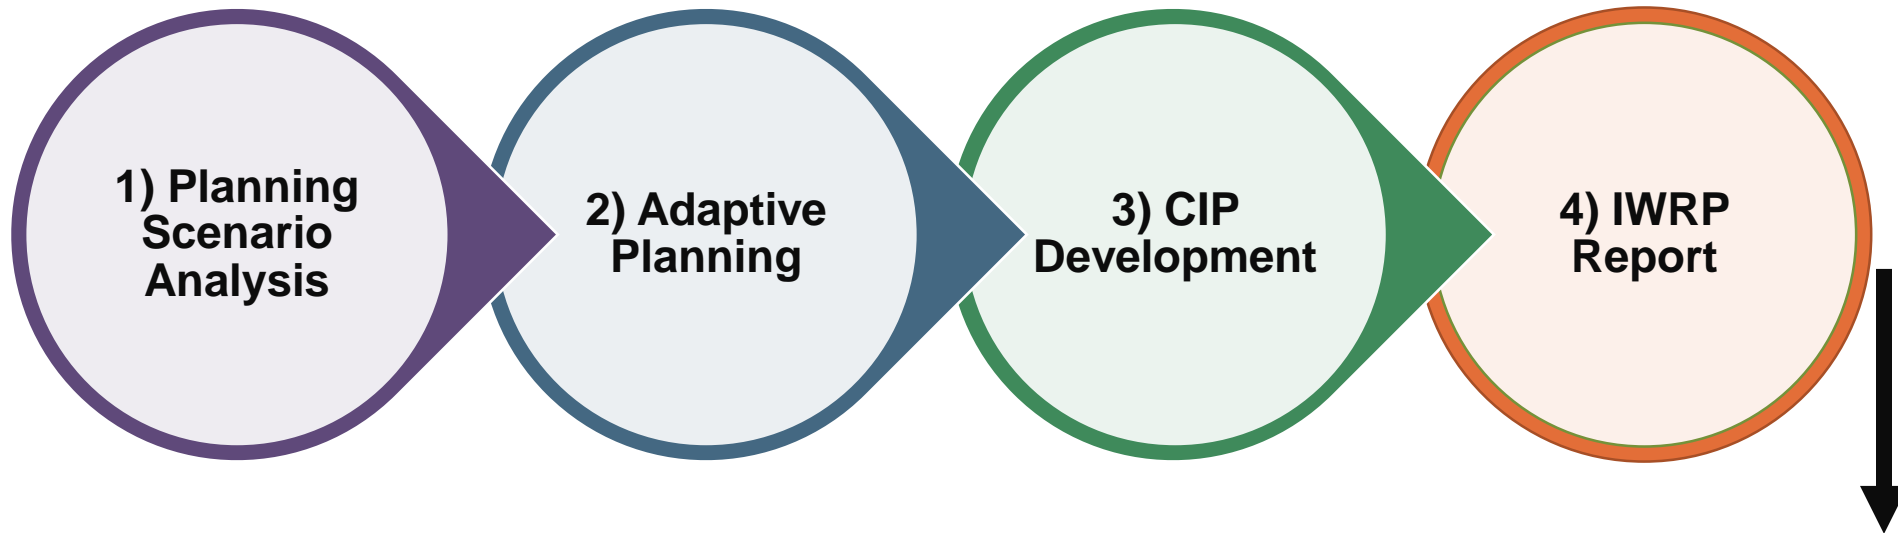 1) Planning
Scenario
Analysis
2) Adaptive
Planning
3) CIP
Development
4) IWRP
Report